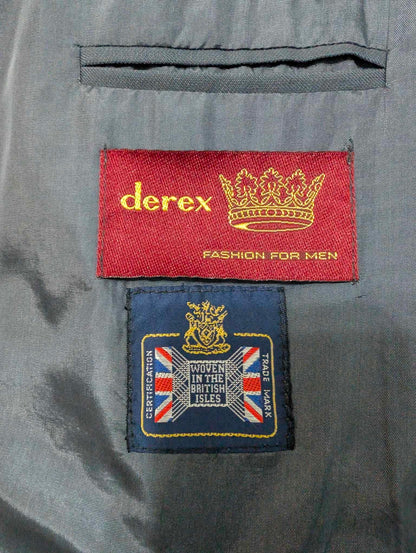 derex
FASHION FOR MEN
CERTIFICATION
WOVEN
IN THE
BRITISH
ISLES
TRADE MARK